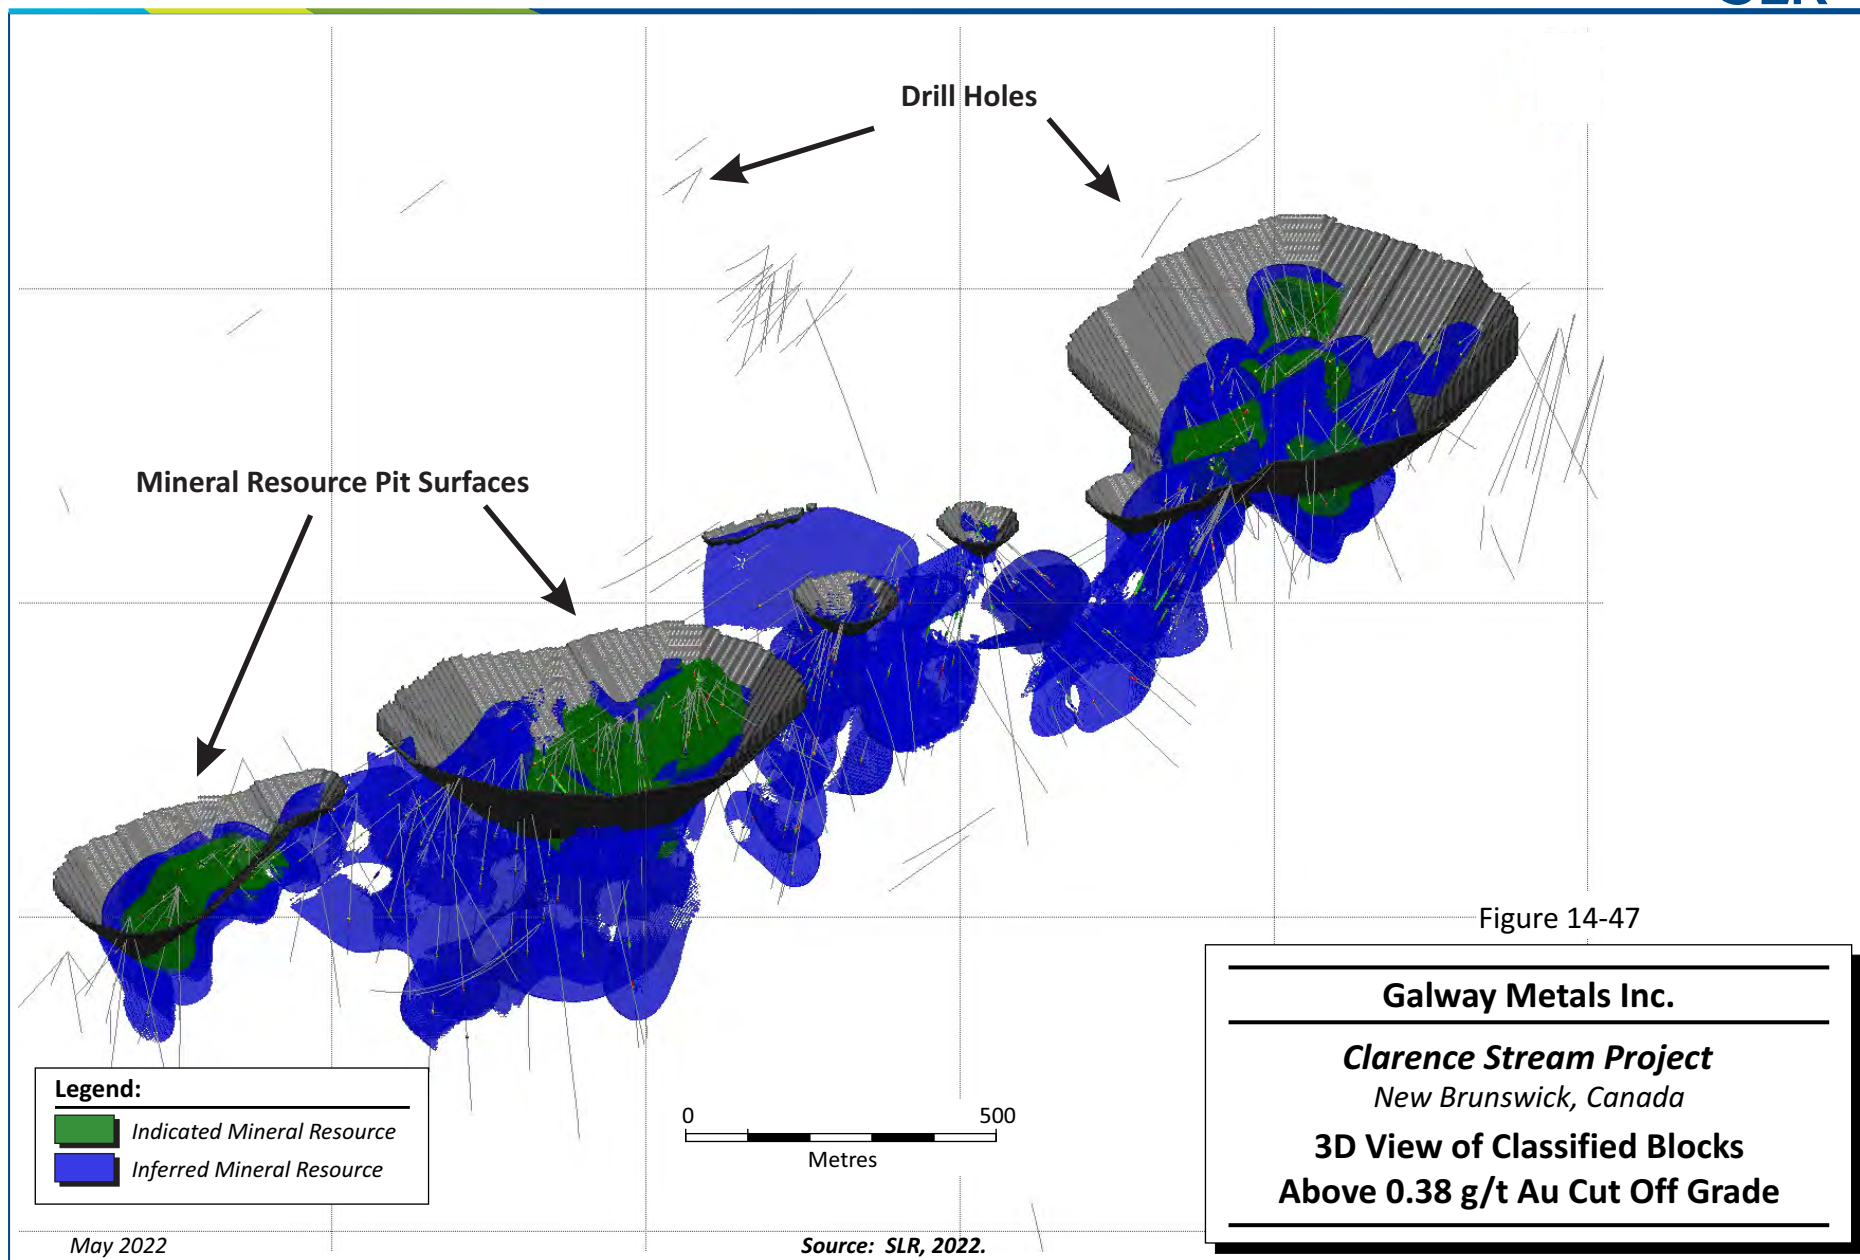 Drill Holes
Mineral Resource Pit Surfaces
Figure 14-47
Galway Metals Inc.
Clarence Stream Project
New Brunswick, Canada
3D View of Classified Blocks
Above 0.38 g/t Au Cut Off Grade
Legend:
Indicated Mineral Resource
Inferred Mineral Resource
0 500
Metres
May 2022
Source: SLR, 2022.